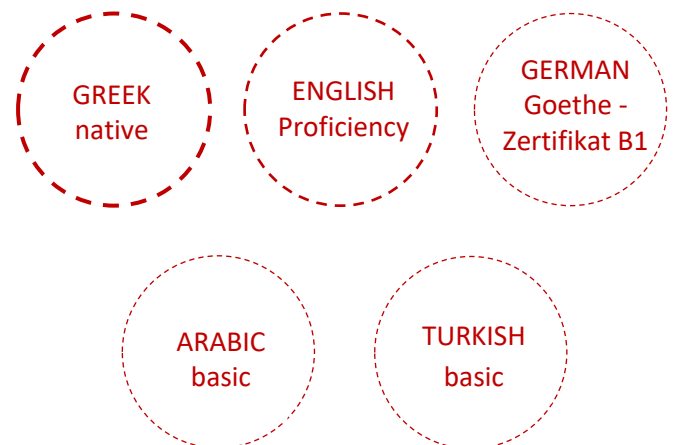 GREEK
native
ENGLISH
Proficiency
GERMAN
Goethe -
Zertifikat B1
ARABIC
basic
TURKISH
basic